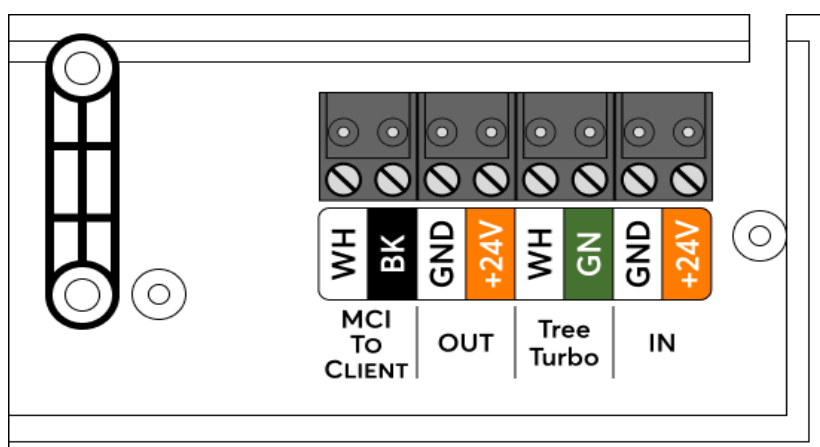 WH BK GND +24V WH GN GND +24V
MCI
TO
CLIENT
OUT
Tree
Turbo
IN